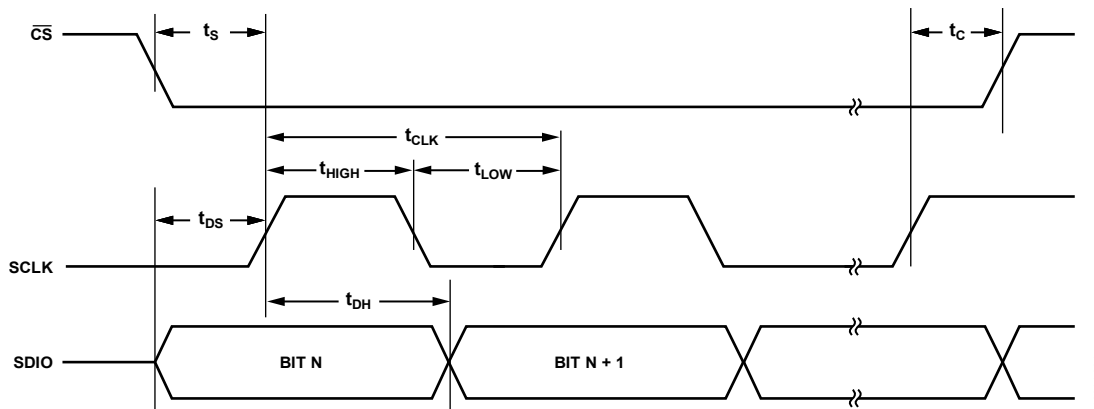 CS
tS
tC
tCLK
tHIGH
tLOW
tDS
SCLK
tDH
SDIO
BIT N
BIT N + 1